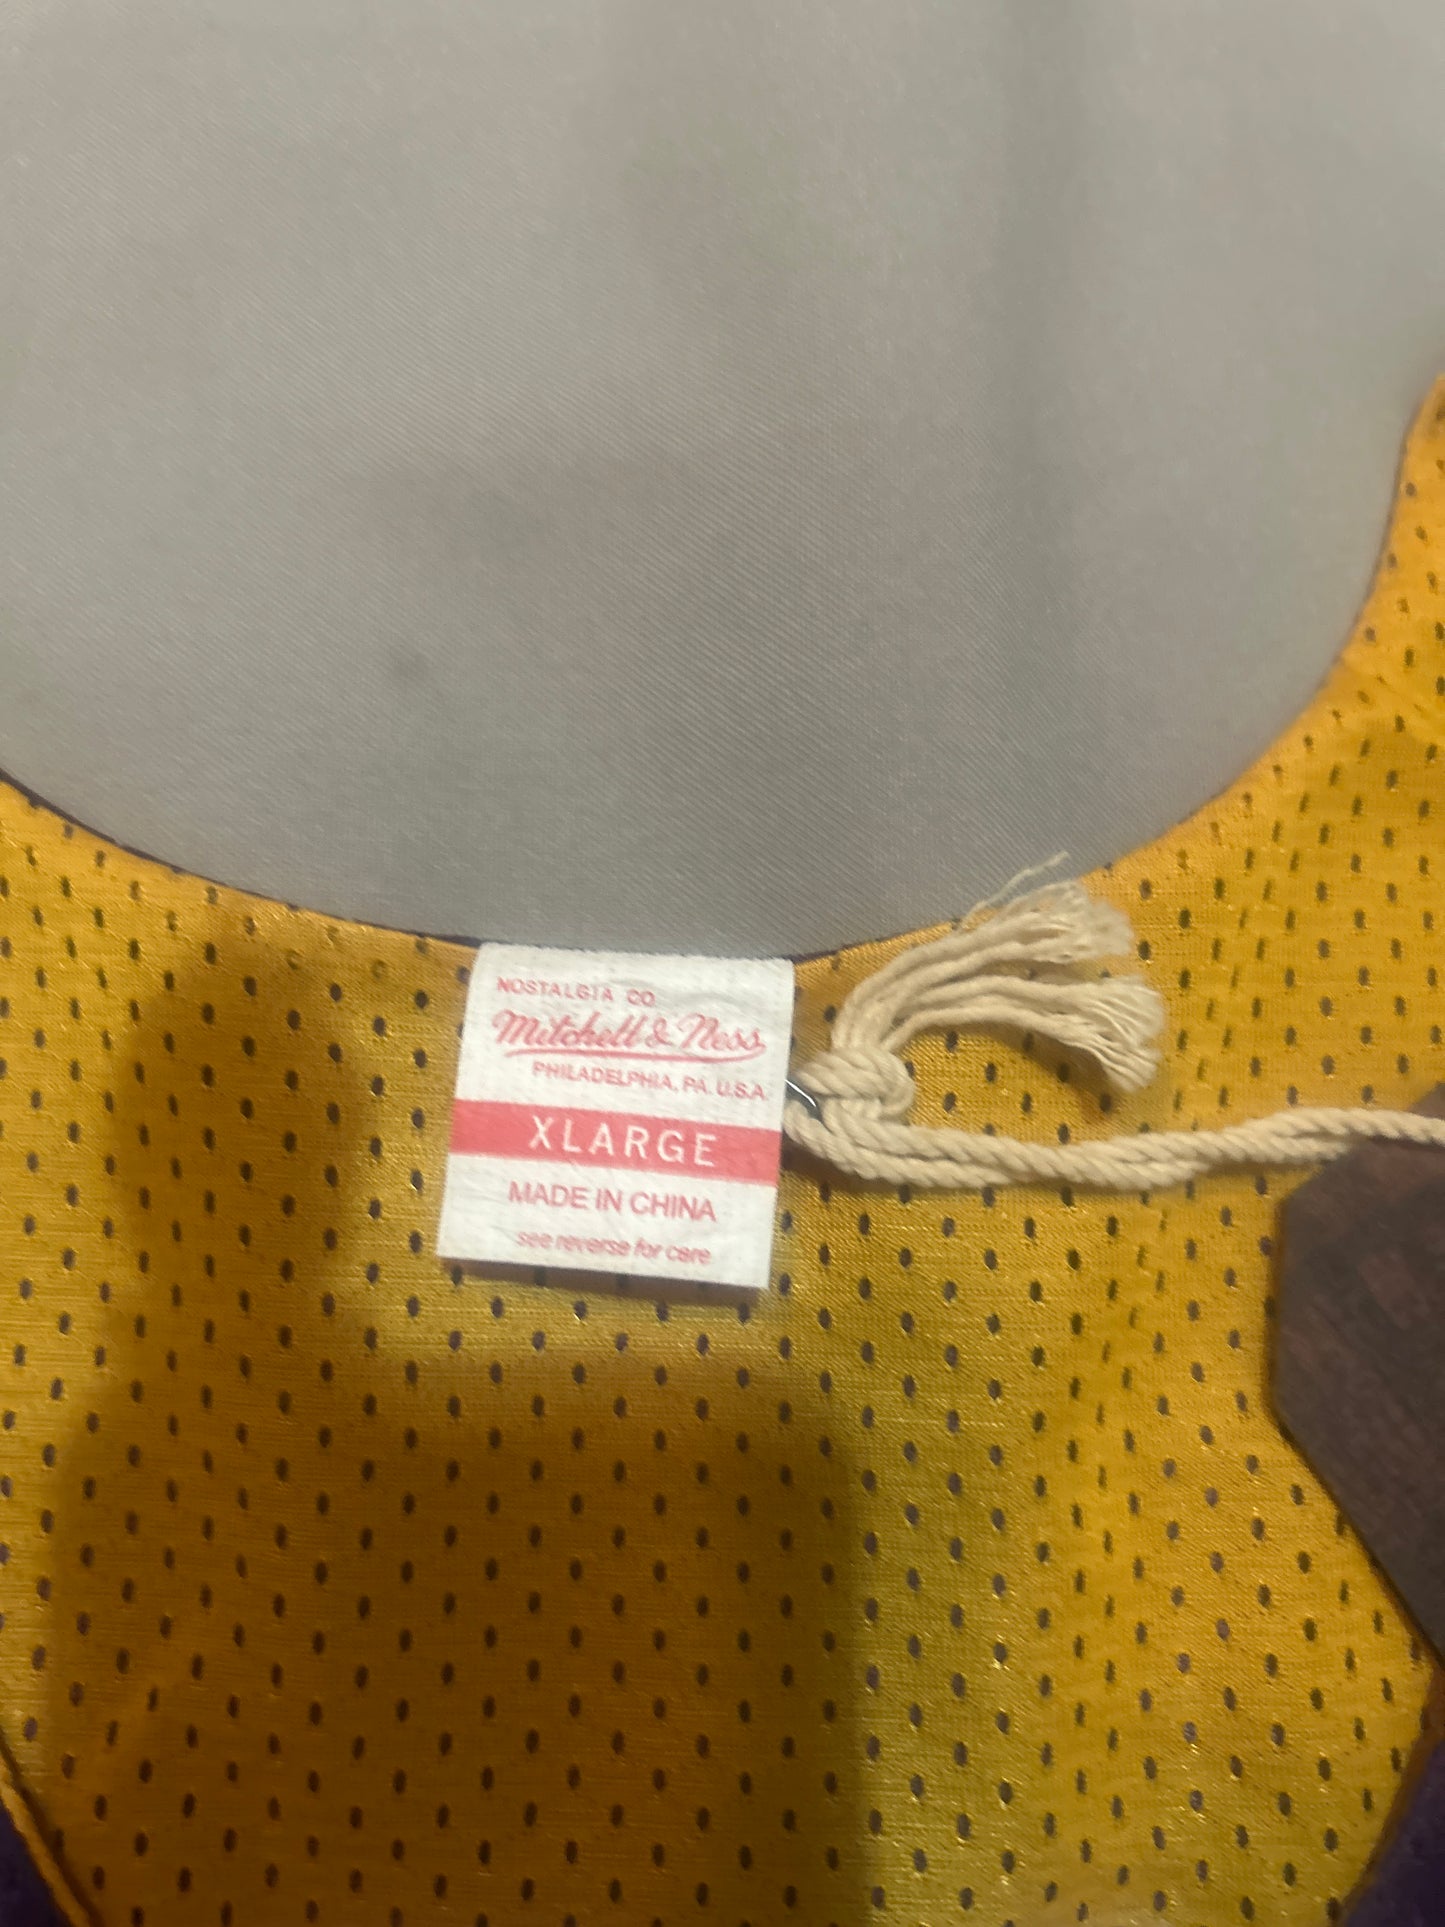 NOSTALGIA CO.
Mitchell & Ness
PHILADELPHIA, PA. U.S.A.
XLARGE
MADE IN CHINA
see reverse for care